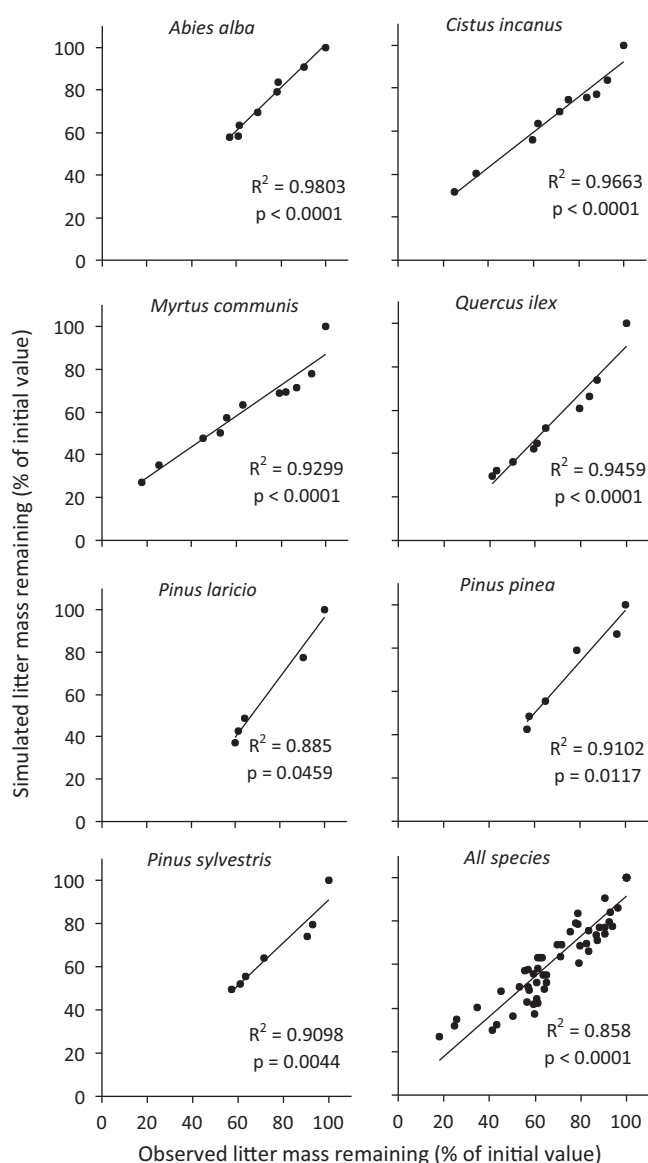 Abies alba
100
80
60
40
20
0
R² = 0.9803
p < 0.0001
Cistus incanus
R² = 0.9663
p < 0.0001
Myrtus communis
100
80
60
40
20
0
R² = 0.9299
p < 0.0001
Quercus ilex
R² = 0.9459
p < 0.0001
Simulated litter mass remaining (% of initial value)
Pinus laricio
100
80
60
40
20
0
R² = 0.885
p = 0.0459
Pinus pinea
R² = 0.9102
p = 0.0117
Pinus sylvestris
100
80
60
40
20
0
R² = 0.9098
p = 0.0044
0 20 40 60 80 100
All species
R² = 0.858
p < 0.0001
0 20 40 60 80 100
Observed litter mass remaining (% of initial value)